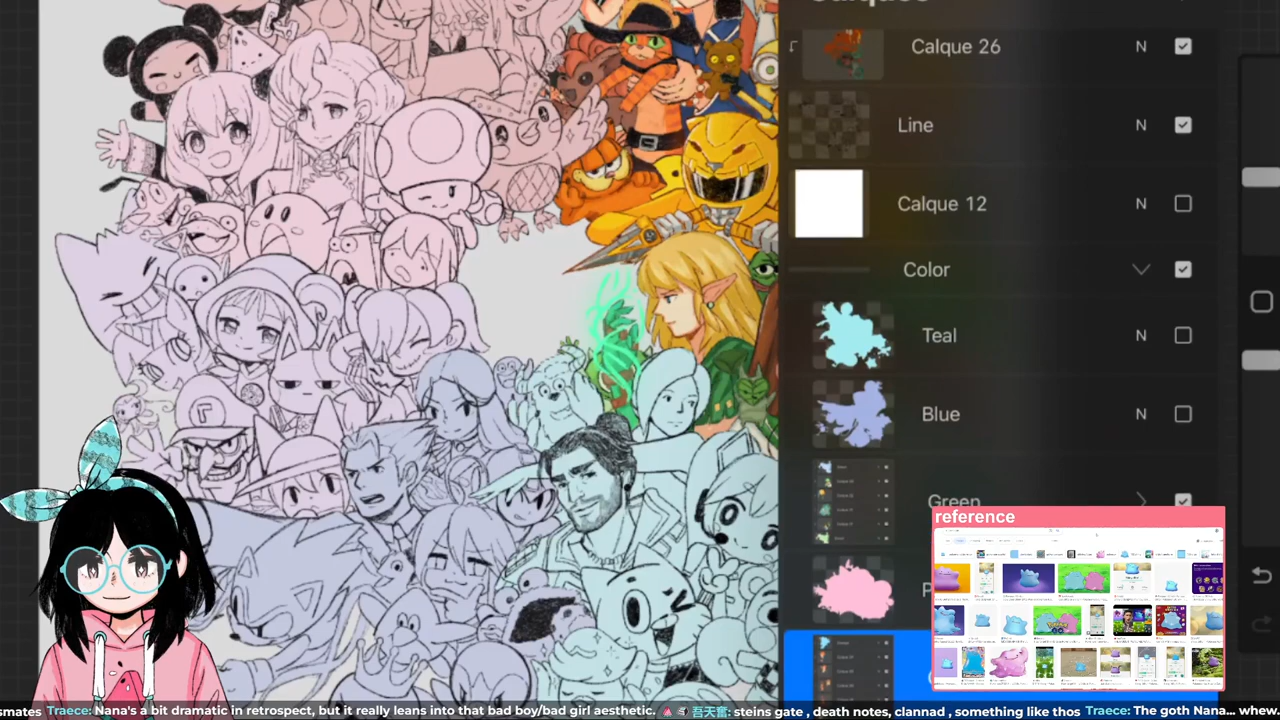 Calque 26 N
Line N
Calque 12 N
Color
Teal N
Blue N
Green
reference
smates Traece: Nana's a bit dramatic in retrospect, but it really leans into that bad boy/bad girl aesthetic. 吾天奮: steins gate , death notes, clannad , something like thos Traece: The goth Nana... whew.